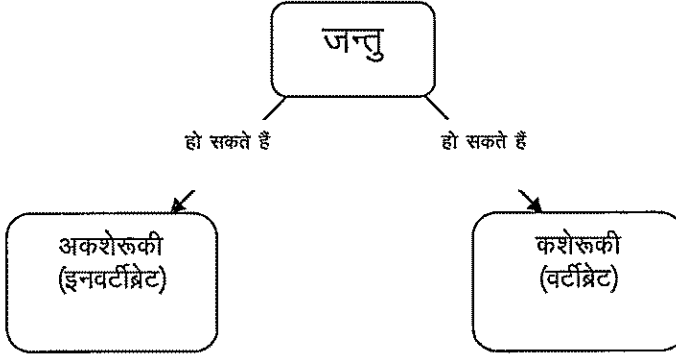 जन्तु
हो सकते हैं
हो सकते हैं
अकशेरूकी
(इनवर्टीब्रेट)
कशेरूकी
(वर्टीब्रेट)